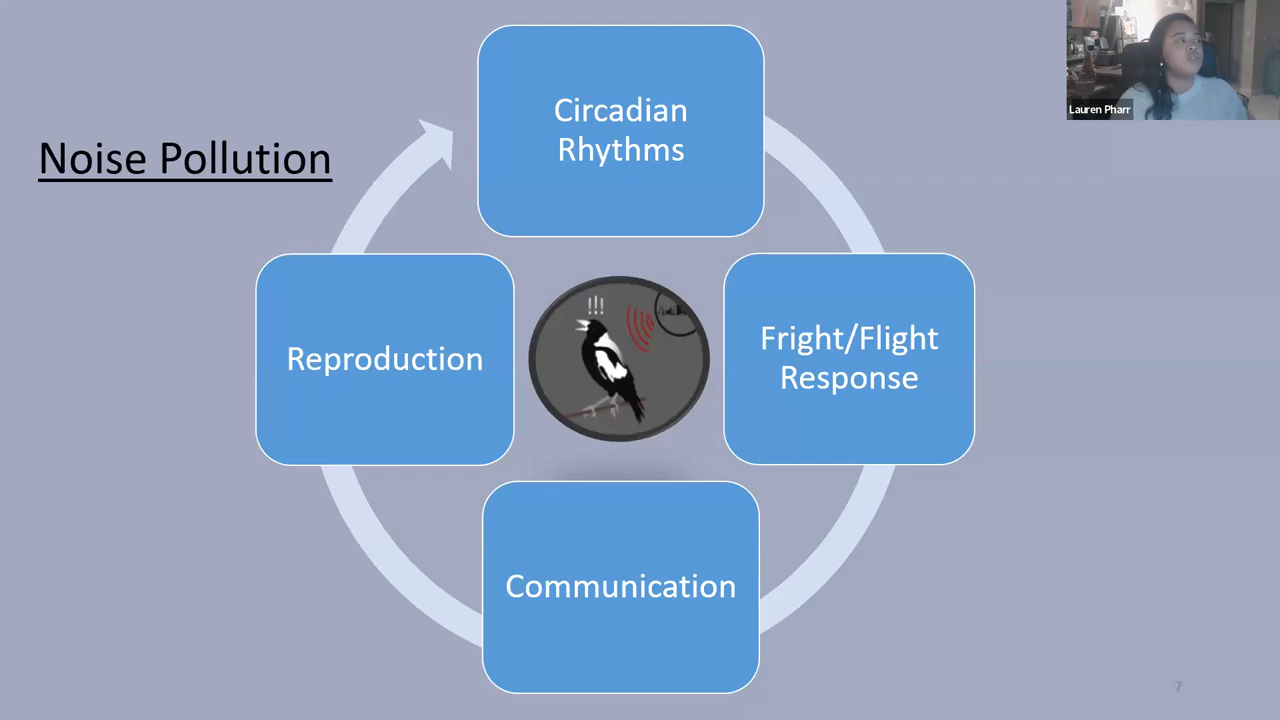 Lauren Pharr
Noise Pollution
Circadian
Rhythms
Reproduction
!!!
Fright/Flight
Response
Communication
7